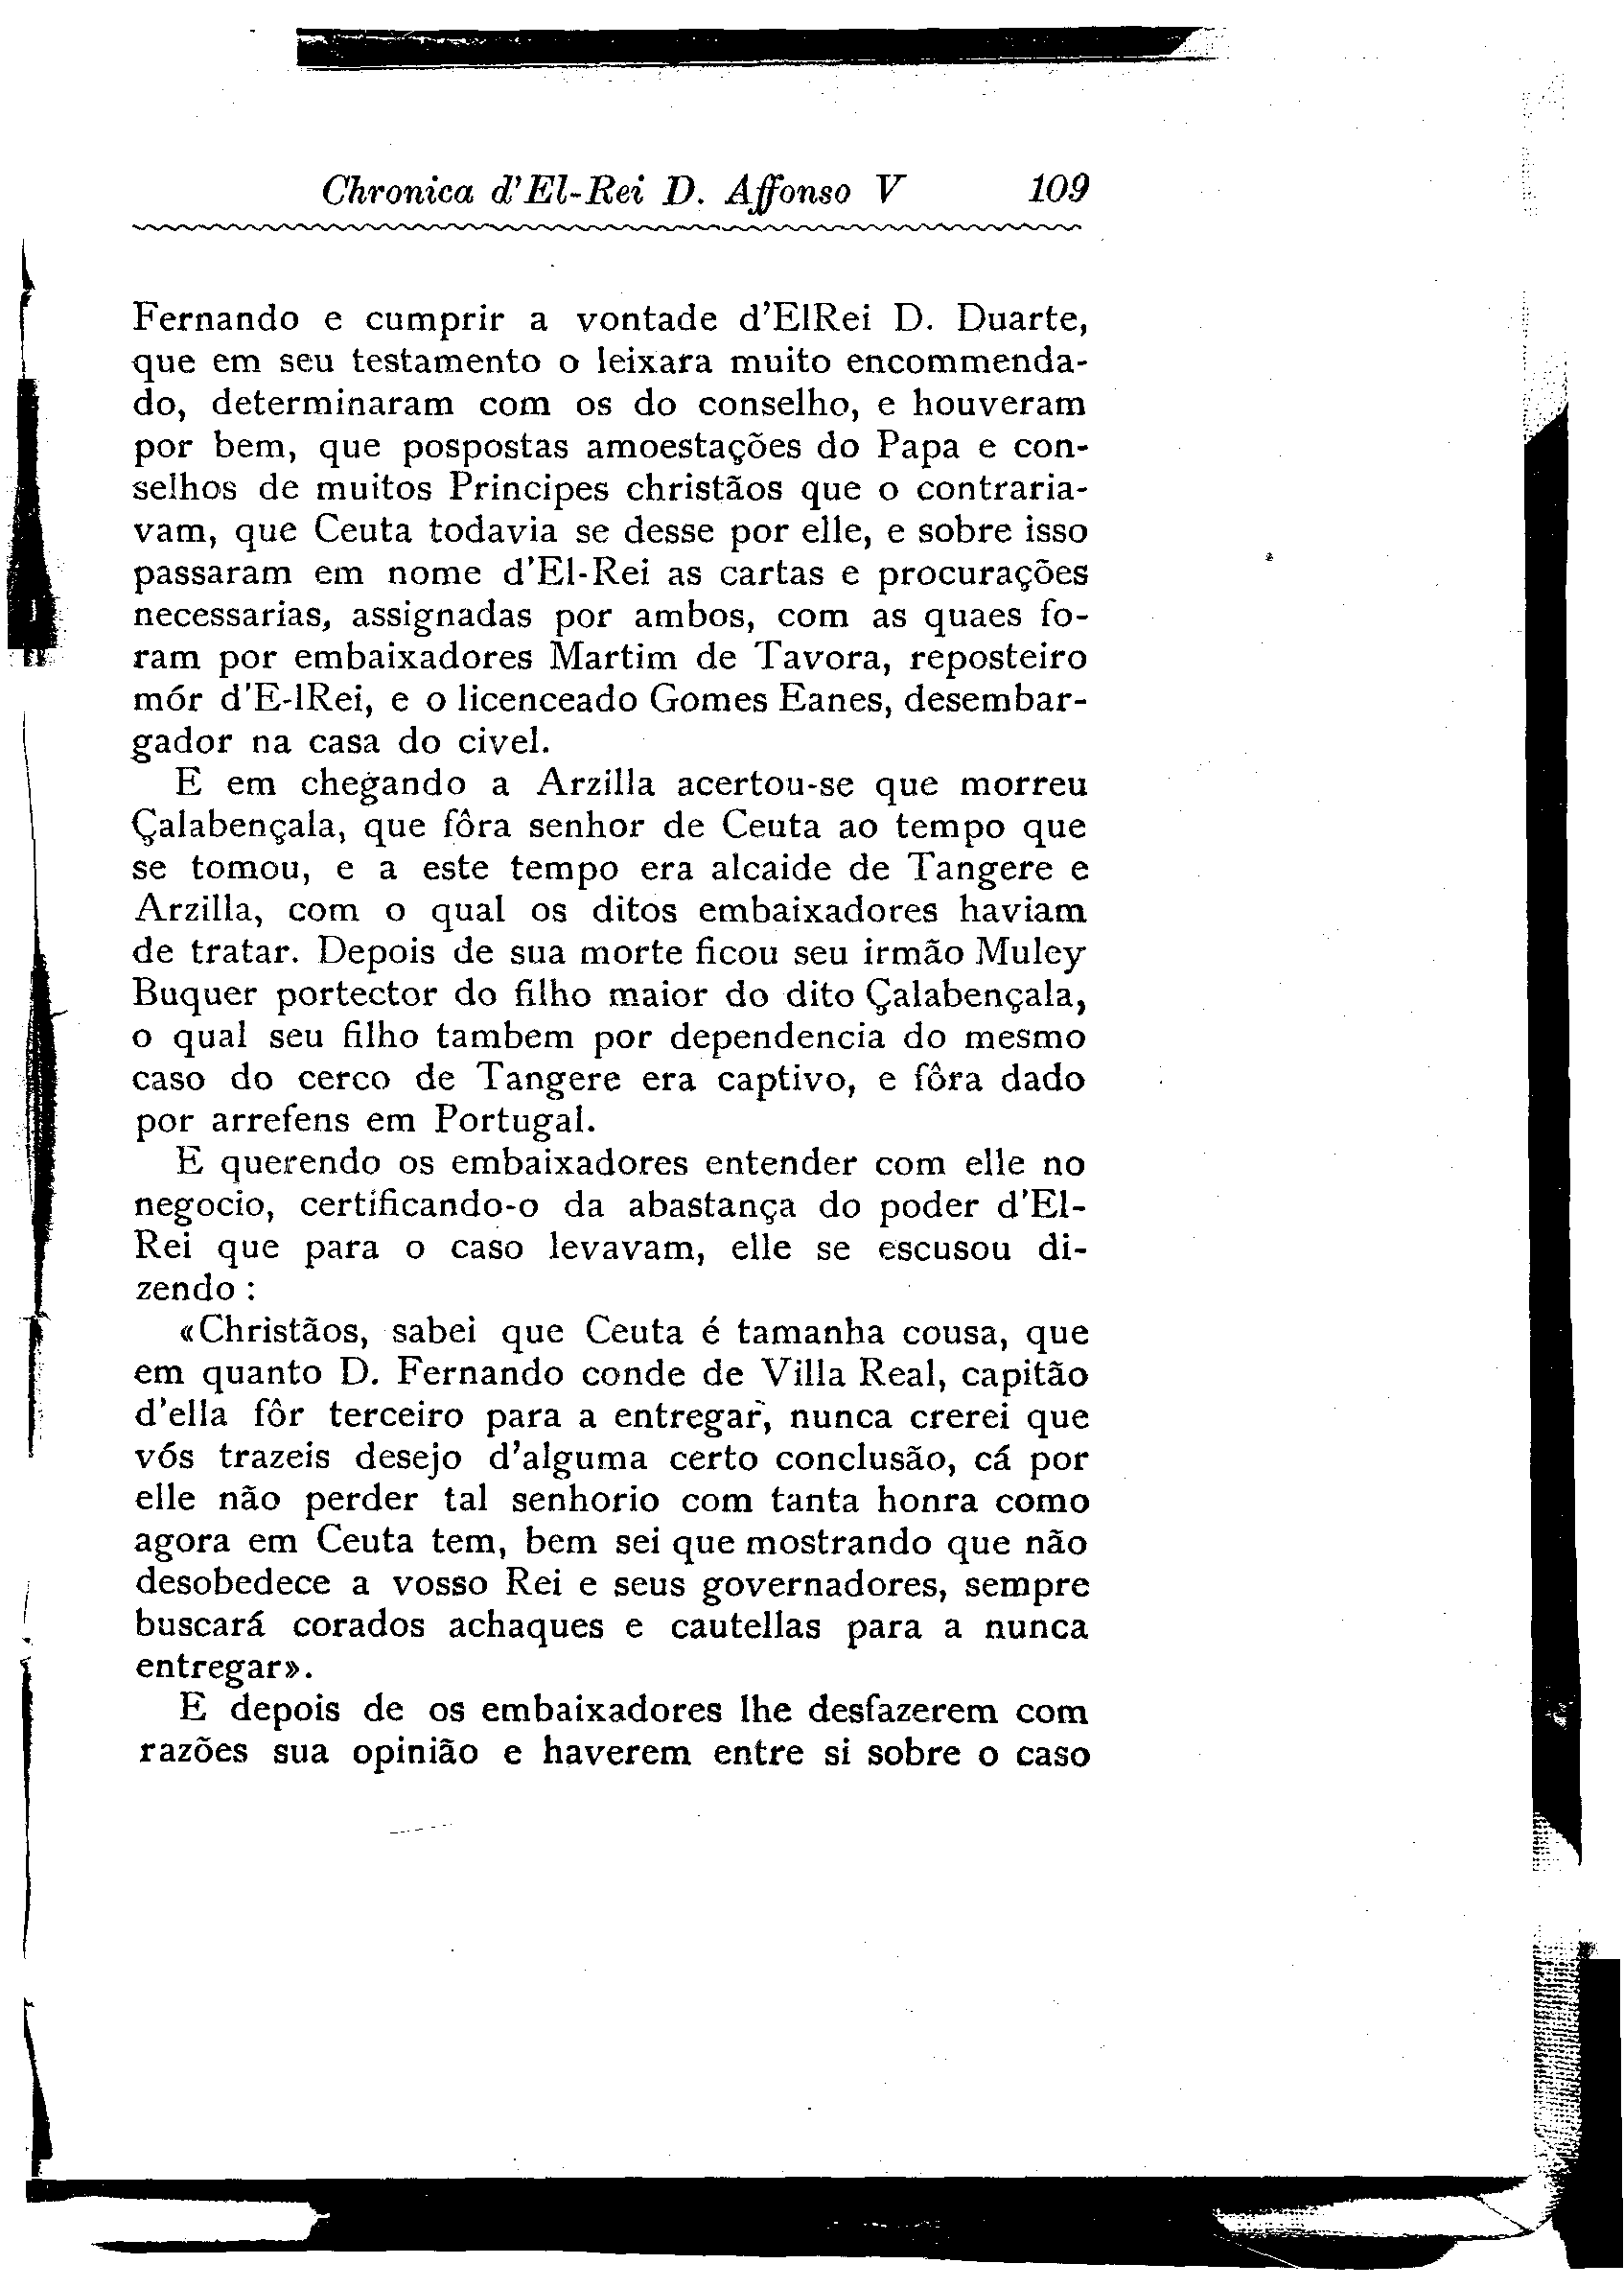 Chronica d'El-Rei D. Affonso V 109
Fernando e cumprir a vontade d'ElRei D. Duarte,
que em seu testamento o leixara muito encommenda-
do, determinaram com os do conselho, e houveram
por bem, que pospostas amoestações do Papa e con-
selhos de muitos Principes christãos que o contraria-
vam, que Ceuta todavia se desse por elle, e sobre isso
passaram em nome d'El-Rei as cartas e procurações
necessarias, assignadas por ambos, com as quaes fo-
ram por embaixadores Martim de Tavora, reposteiro
mór d'E-lRei, e o licenceado Gomes Eanes, desembar-
gador na casa do civel.
E em chegando a Arzilla acertou-se que morreu
Çalabençala, que fôra senhor de Ceuta ao tempo que
se tomou, e a este tempo era alcaide de Tangere e
Arzilla, com o qual os ditos embaixadores haviam
de tratar. Depois de sua morte ficou seu irmão Muley
Buquer portector do filho maior do dito Çalabençala,
o qual seu filho tambem por dependencia do mesmo
caso do cerco de Tangere era captivo, e fôra dado
por arrefens em Portugal.
E querendo os embaixadores entender com elle no
negocio, certificando-o da abastança do poder d'El-
Rei que para o caso levavam, elle se escusou di-
zendo :
«Christãos, sabei que Ceuta é tamanha cousa, que
em quanto D. Fernando conde de Villa Real, capitão
d'ella fôr terceiro para a entregar, nunca crerei que
vós trazeis desejo d'alguma certo conclusão, cá por
elle não perder tal senhorio com tanta honra como
agora em Ceuta tem, bem sei que mostrando que não
desobedece a vosso Rei e seus governadores, sempre
buscará corados achaques e cautellas para a nunca
entregar».
E depois de os embaixadores lhe desfazerem com
razões sua opinião e haverem entre si sobre o caso